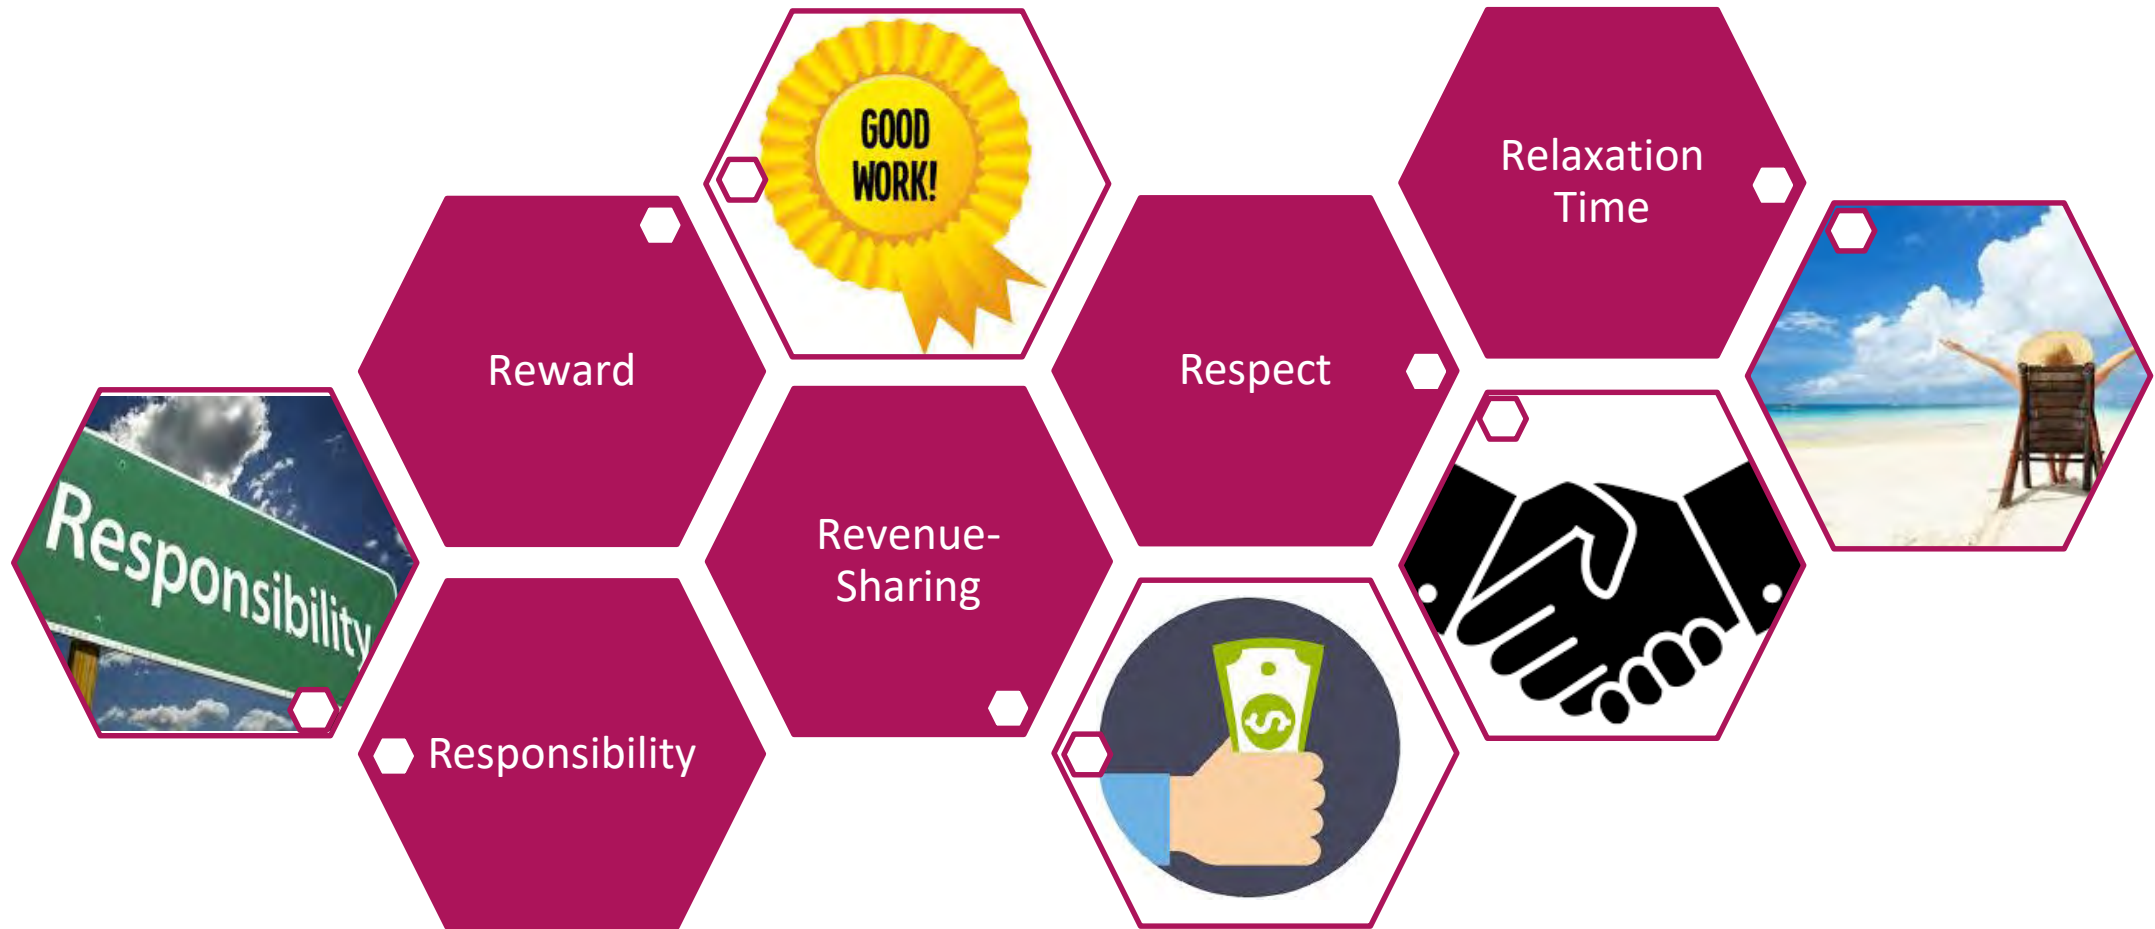 GOOD
WORK!
Relaxation
Time
Reward
Respect
Responsibility
Revenue-
Sharing
Responsibility
$